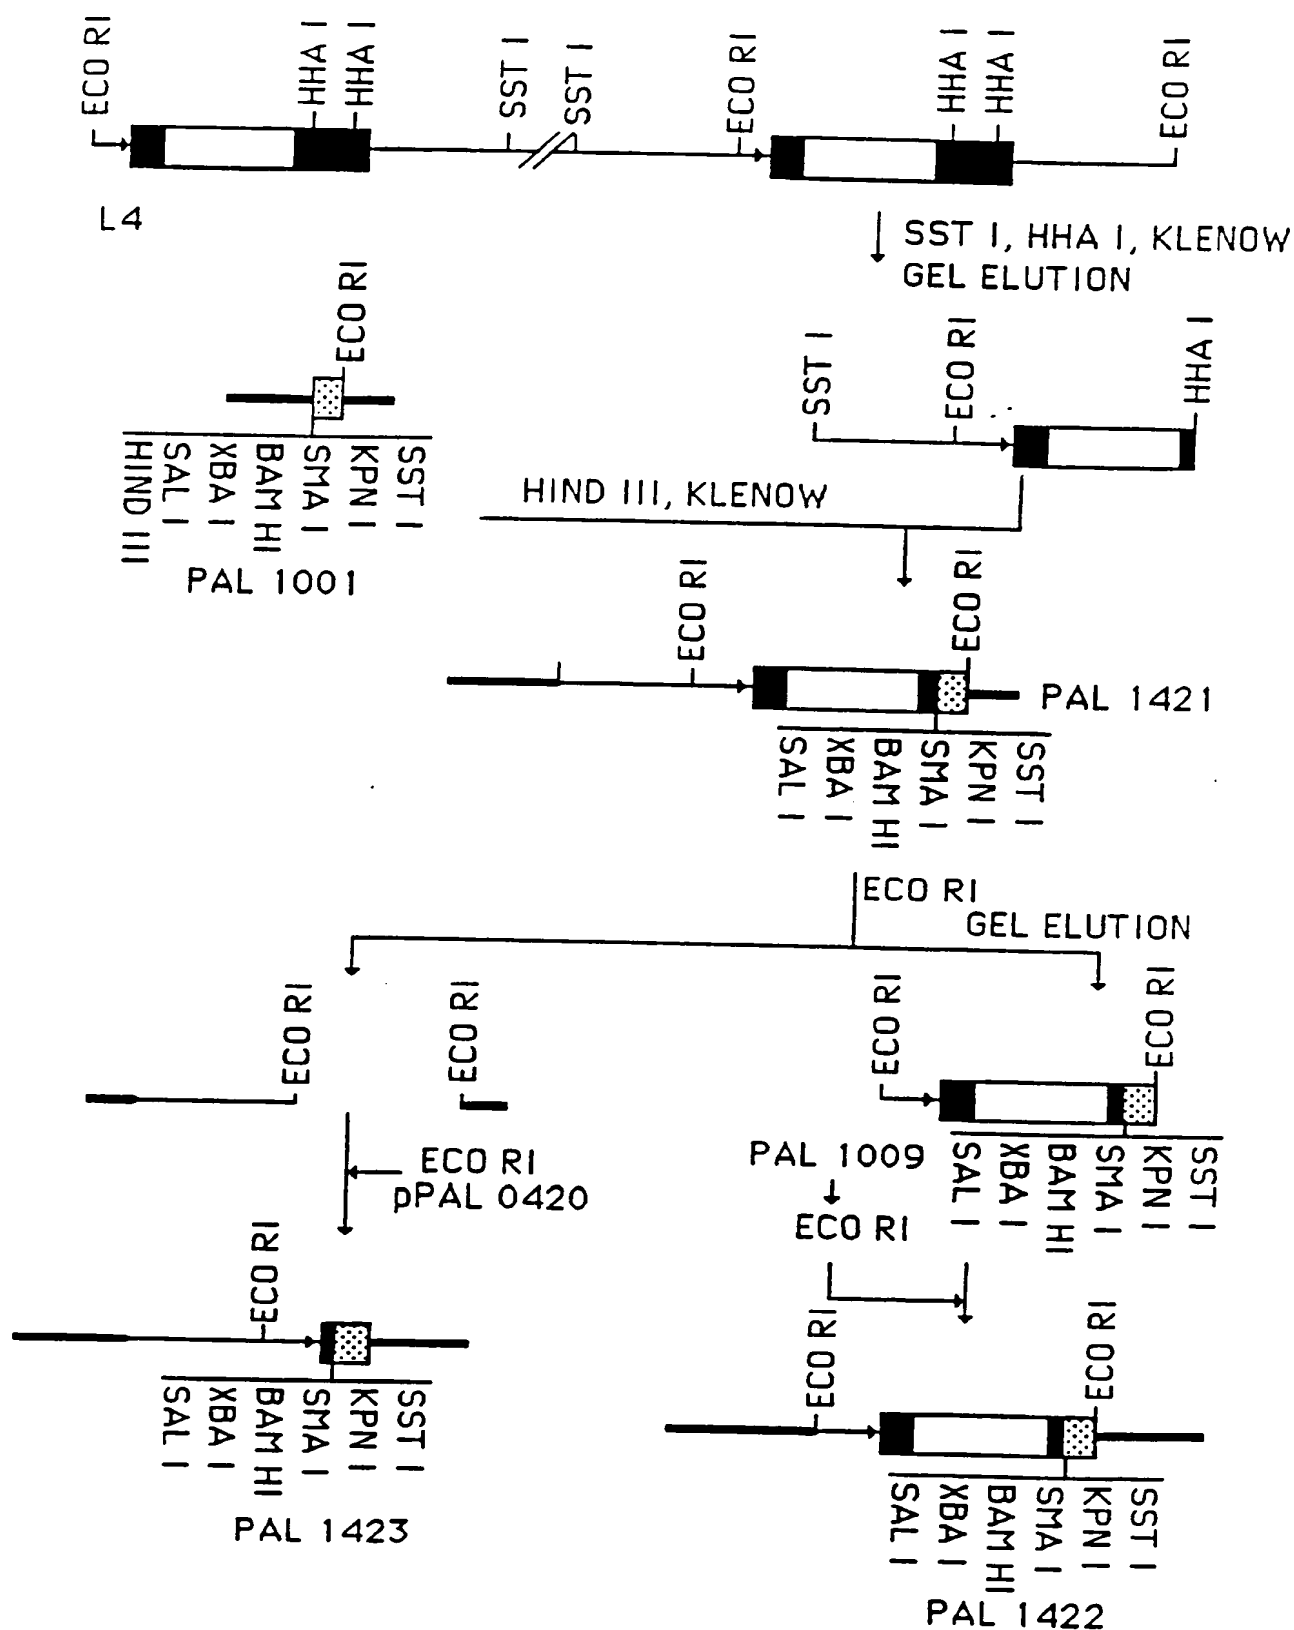 ECO RI
HHA I
HHA I
SST I
SST I
ECO RI
HHA I
HHA I
ECO RI
L4
SST I, HHA I, KLENOW
GEL ELUTION
ECO RI
HIND III
SAL I
XBA I
BAM HI
SMA I
KPN I
SST I
PAL 1001
SST I
ECO RI
HHA I
HIND III, KLENOW
ECO RI
ECO RI
PAL 1421
SAL I
XBA I
BAM HI
SMA I
KPN I
SST I
ECO RI
GEL ELUTION
ECO RI
ECO RI
ECO RI
pPAL 0420
ECO RI
SAL I
XBA I
BAM HI
SMA I
KPN I
SST I
PAL 1423
ECO RI
ECO RI
SAL I
XBA I
BAM HI
SMA I
KPN I
SST I
PAL 1009
ECO RI
ECO RI
ECO RI
SAL I
XBA I
BAM HI
SMA I
KPN I
SST I
PAL 1422